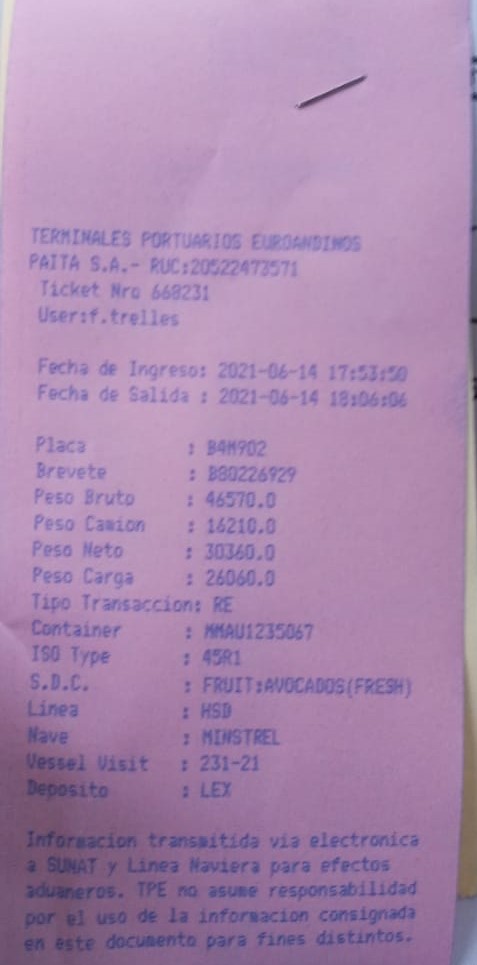 TERMINALES PORTUARIOS EUROANDINOS
PAITA S.A.- RUC:20522473571
Ticket Nro 668231
User:f.trelles
Fecha de Ingreso: 2021-06-14 17:53:50
Fecha de Salida : 2021-06-14 18:06:06
Placa : B4M902
Brevete : B80226929
Peso Bruto : 46570.0
Peso Camion : 16210.0
Peso Neto : 30360.0
Peso Carga : 26060.0
Tipo Transaccion: RE
Container : MMAU1235067
ISO Type : 45R1
S.D.C. : FRUIT:AVOCADOS(FRESH)
Linea : HSD
Nave : MINSTREL
Vessel Visit : 231-21
Deposito : LEX
Informacion transmitida via electronica
a SUNAT y Linea Naviera para efectos
aduaneros. TPE no asume responsabilidad
por el uso de la informacion consignada
en este documento para fines distintos.